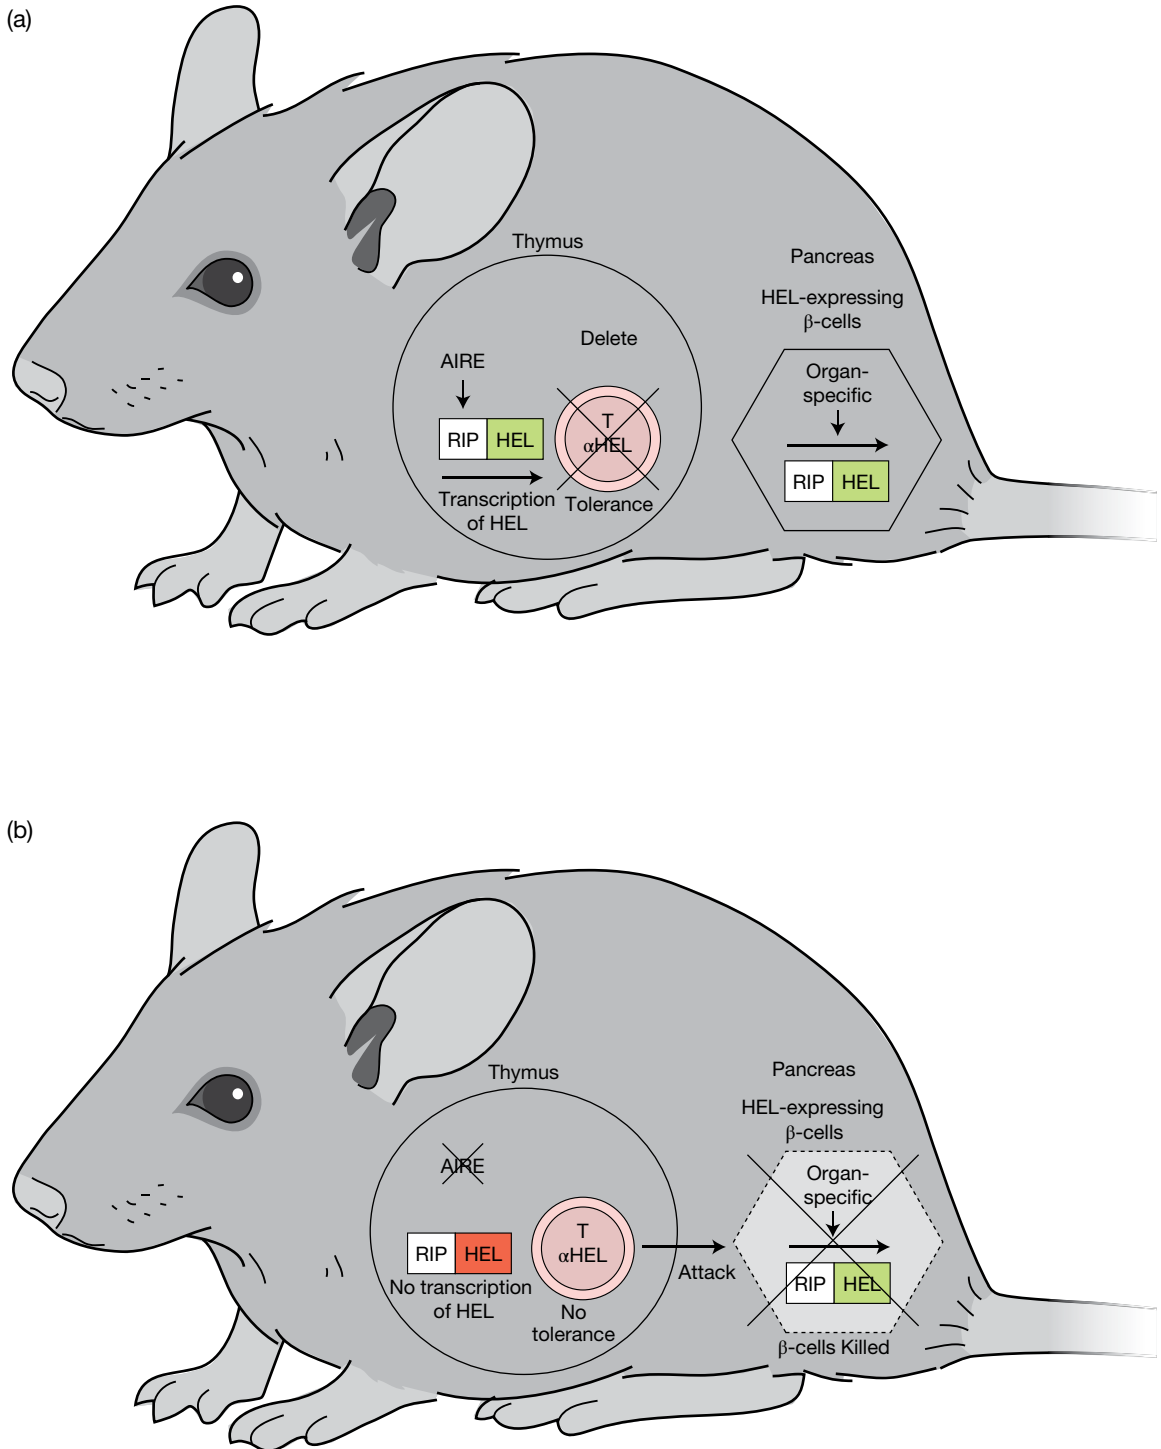 (a)
Thymus
Delete
AIRE
RIP HEL
T
αHEL
Transcription
of HEL
Tolerance
Pancreas
HEL-expressing
β-cells
Organ-
specific
RIP HEL
(b)
Thymus
AIRE
RIP HEL
No transcription
of HEL
T
αHEL
No
tolerance
Attack
Pancreas
HEL-expressing
β-cells
Organ-
specific
RIP HEL
β-cells Killed